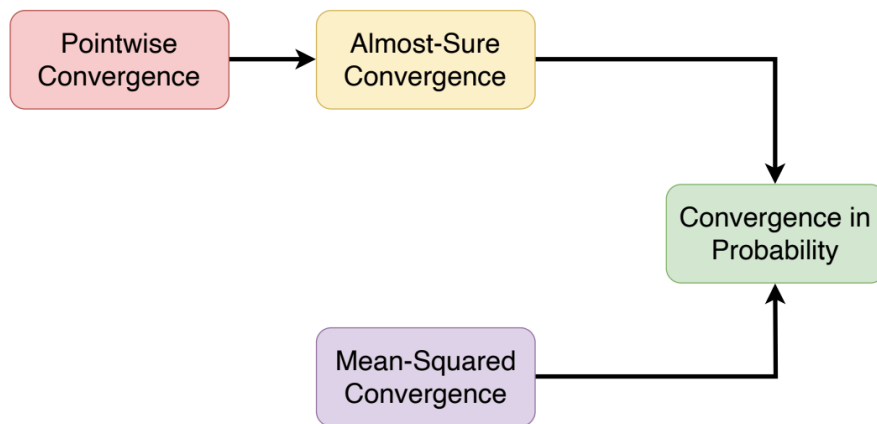 Pointwise
Convergence
Almost-Sure
Convergence
Convergence in
Probability
Mean-Squared
Convergence